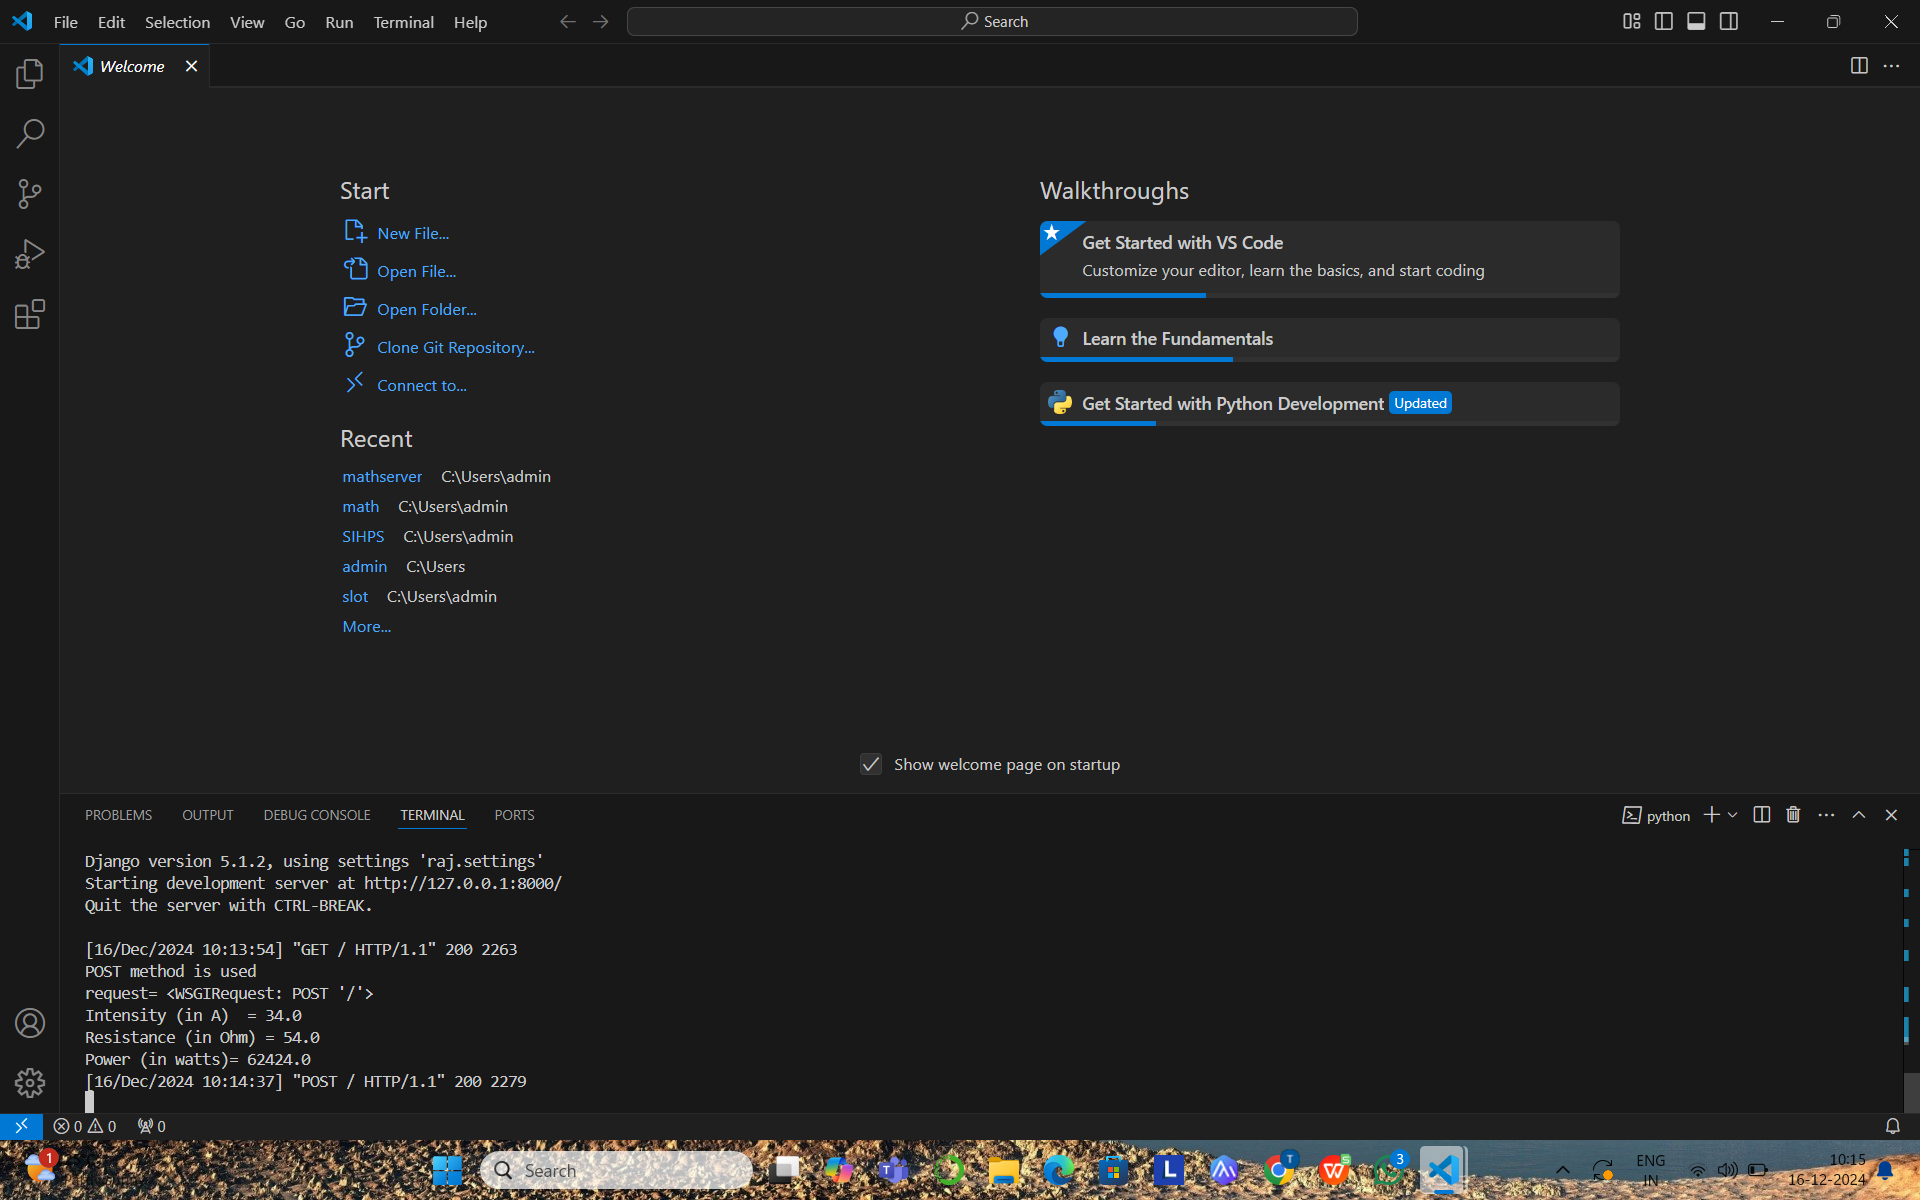 File Edit Selection View Go Run Terminal Help
Search
Welcome
Start
New File...
Open File...
Open Folder...
Clone Git Repository...
Connect to...
Recent
mathserver C:\Users\admin
math C:\Users\admin
SIHPS C:\Users\admin
admin C:\Users
slot C:\Users\admin
More...
Walkthroughs
Get Started with VS Code
Customize your editor, learn the basics, and start coding
Learn the Fundamentals
Get Started with Python Development Updated
Show welcome page on startup
PROBLEMS OUTPUT DEBUG CONSOLE TERMINAL PORTS
python
Django version 5.1.2, using settings 'raj.settings'
Starting development server at http://127.0.0.1:8000/
Quit the server with CTRL-BREAK.
[16/Dec/2024 10:13:54] "GET / HTTP/1.1" 200 2263
POST method is used
request= <WSGIRequest: POST '/'>
Intensity (in A)  = 34.0
Resistance (in Ohm) = 54.0
Power (in watts)= 62424.0
[16/Dec/2024 10:14:37] "POST / HTTP/1.1" 200 2279
0 0 0
1
Search
L
T
3
ENG
IN
10:15
16-12-2024